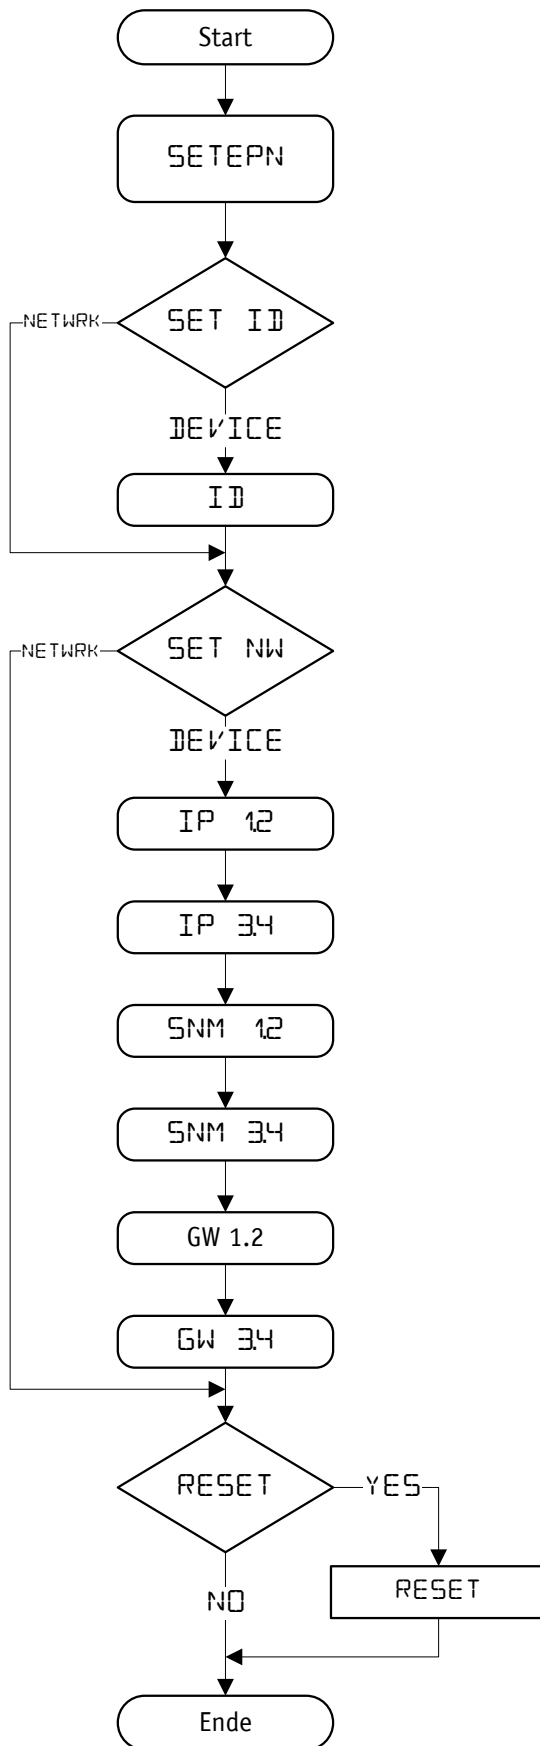 Start
SETEPN
NETWRK
SET ID
DEVICE
ID
NETWRK
SET NW
DEVICE
IP 1.2
IP 3.4
SNM 1.2
SNM 3.4
GW 1.2
GW 3.4
RESET
YES
RESET
NO
Ende